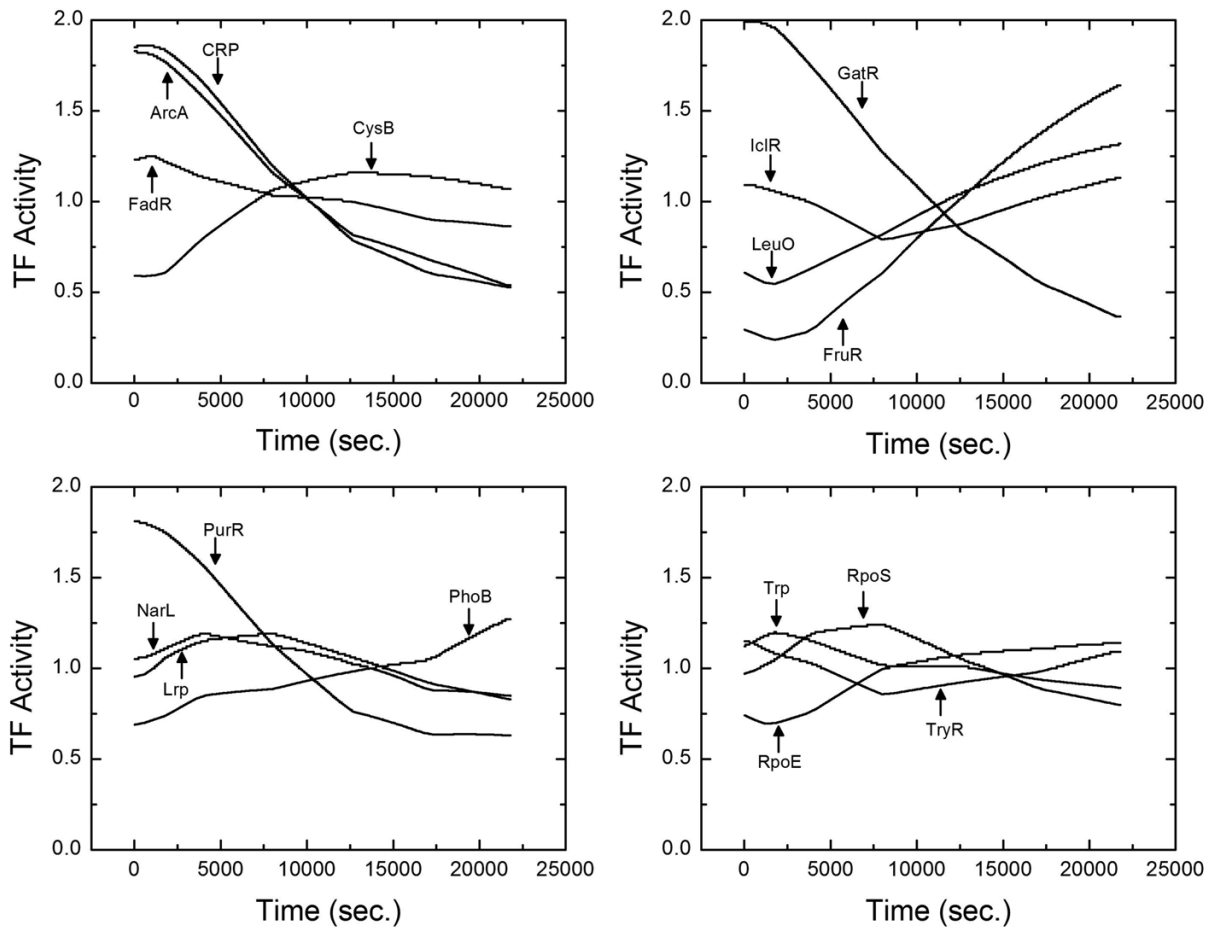 2.0
1.5
1.0
0.5
0.0
TF Activity
CRP
ArcA
CysB
FadR
0 5000 10000 15000 20000 25000
Time (sec.)
2.0
1.5
1.0
0.5
0.0
TF Activity
GatR
IclR
LeuO
FruR
0 5000 10000 15000 20000 25000
Time (sec.)
2.0
1.5
1.0
0.5
0.0
TF Activity
PurR
NarL
PhoB
Lrp
0 5000 10000 15000 20000 25000
Time (sec.)
2.0
1.5
1.0
0.5
0.0
TF Activity
Trp
RpoS
TryR
RpoE
0 5000 10000 15000 20000 25000
Time (sec.)